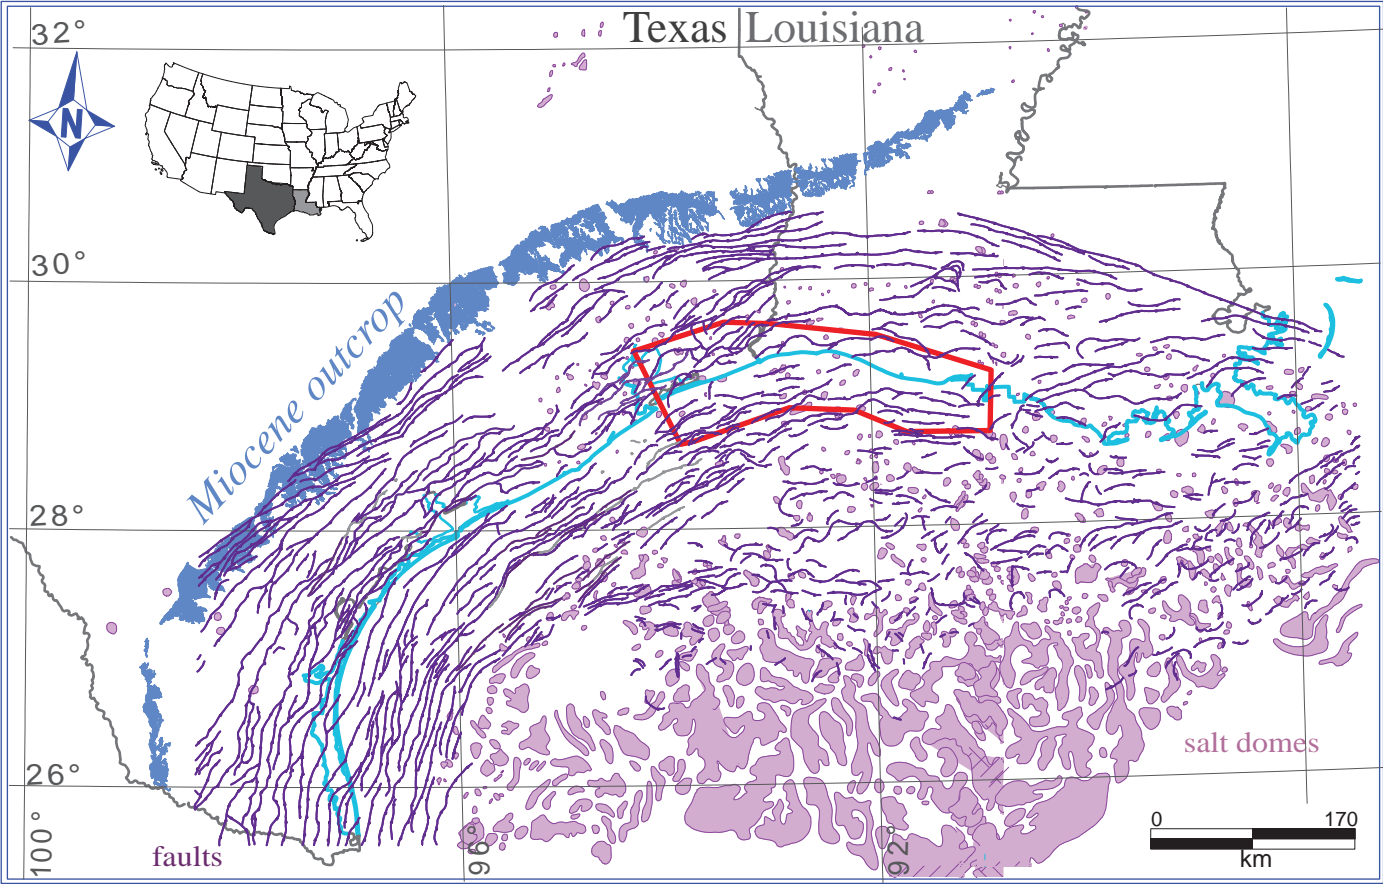 Texas Louisiana
32°
N
30°
Miocene outcrop
28°
salt domes
26°
0 170
km
100° 96° 92°
faults